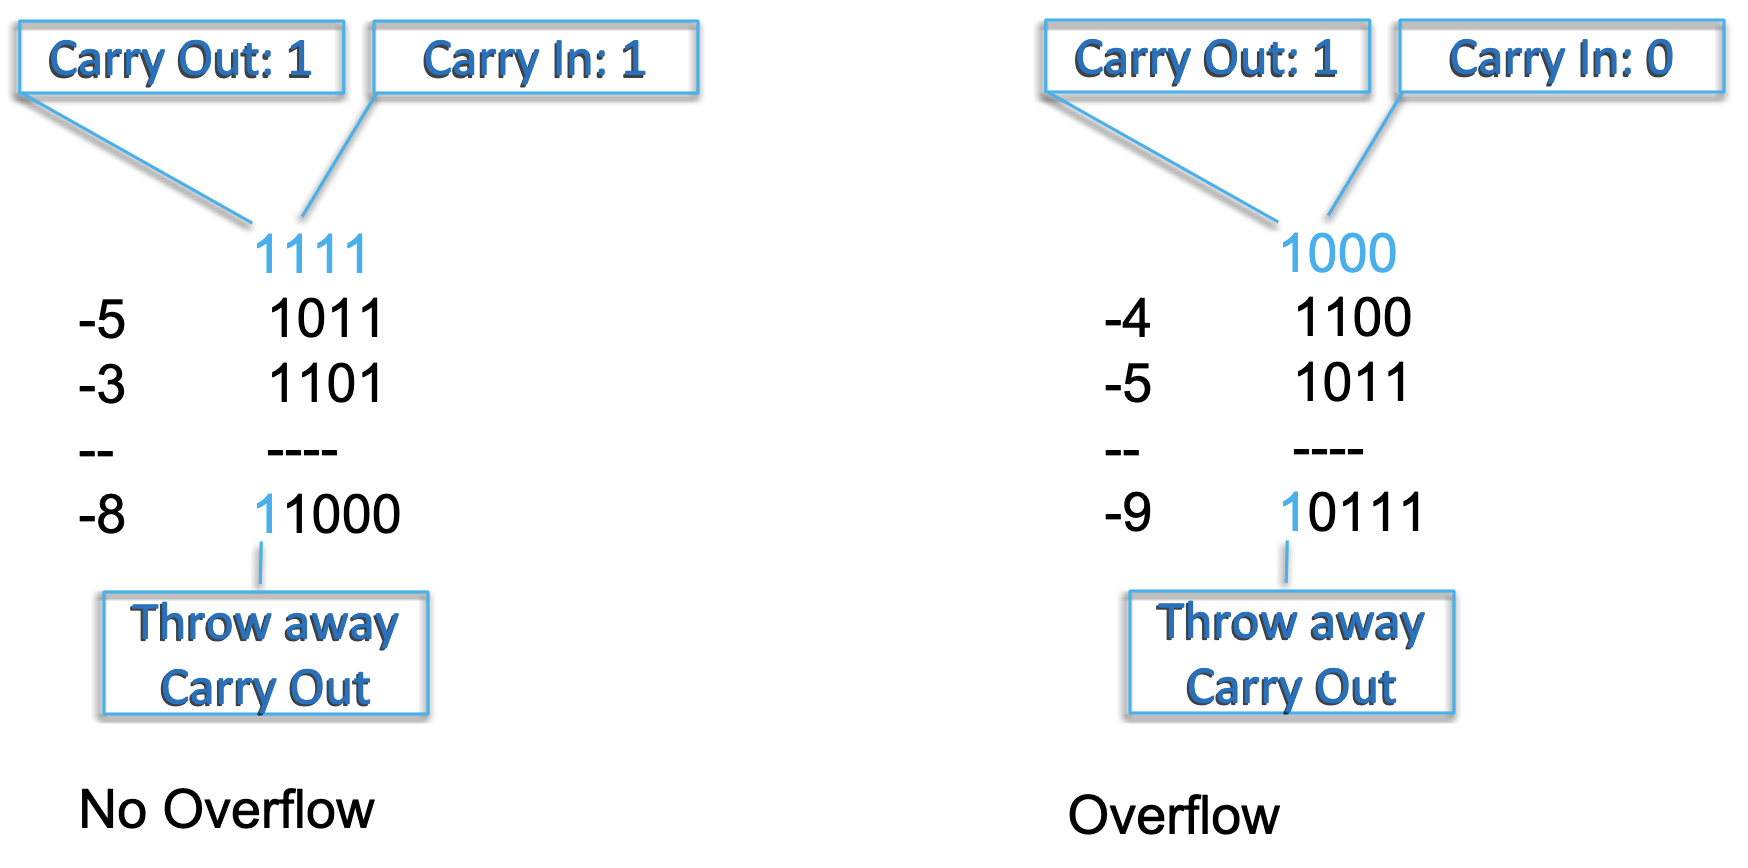 Carry Out: 1
Carry In: 1
1111
-5 1011
-3 1101
-- ----
-8 11000
Throw away
Carry Out
No Overflow
Carry Out: 1
Carry In: 0
1000
-4 1100
-5 1011
-- ----
-9 10111
Throw away
Carry Out
Overflow